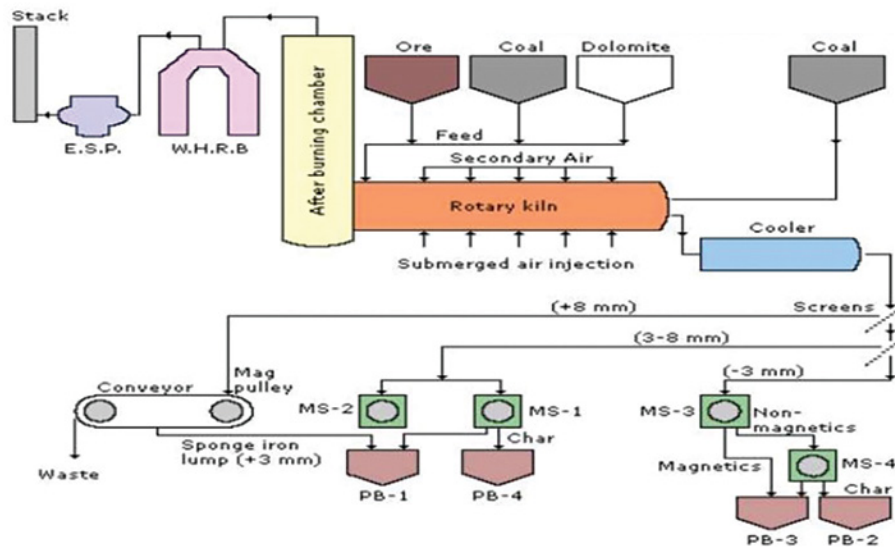 Stack
Ore
Coal
Dolomite
Coal
E.S.P.
W.H.R.B
After burning chamber
Feed
Secondary Air
Rotary kiln
Cooler
Submerged air injection
(+8 mm)
Screens
(3-8 mm)
(-3 mm)
Conveyor
Mag
pulley
MS-2
MS-1
MS-3
Non-
magnetics
Sponge iron
lump (+3 mm)
Char
Waste
Magnetics
MS-4
Char
PB-1
PB-4
PB-3
PB-2